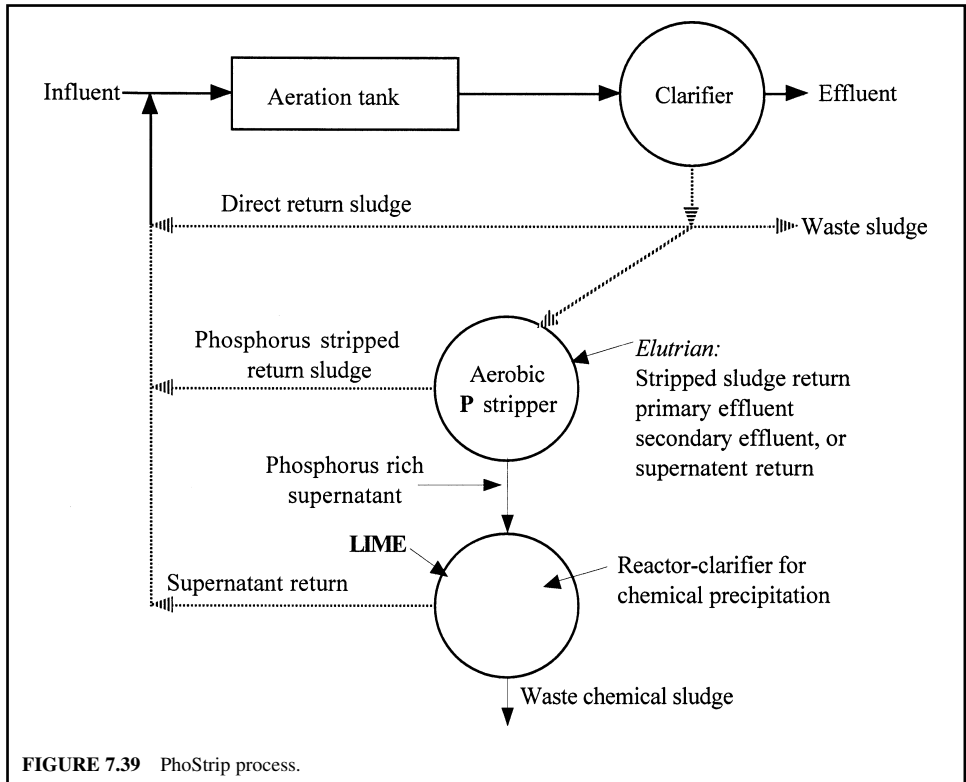 Influent
Aeration tank
Clarifier
Effluent
Direct return sludge
Waste sludge
Phosphorus stripped
return sludge
Aerobic
P stripper
Elutrian:
Stripped sludge return
primary effluent
secondary effluent, or
supernatent return
Phosphorus rich
supernatant
LIME
Reactor-clarifier for
chemical precipitation
Supernatant return
Waste chemical sludge
FIGURE 7.39 PhoStrip process.